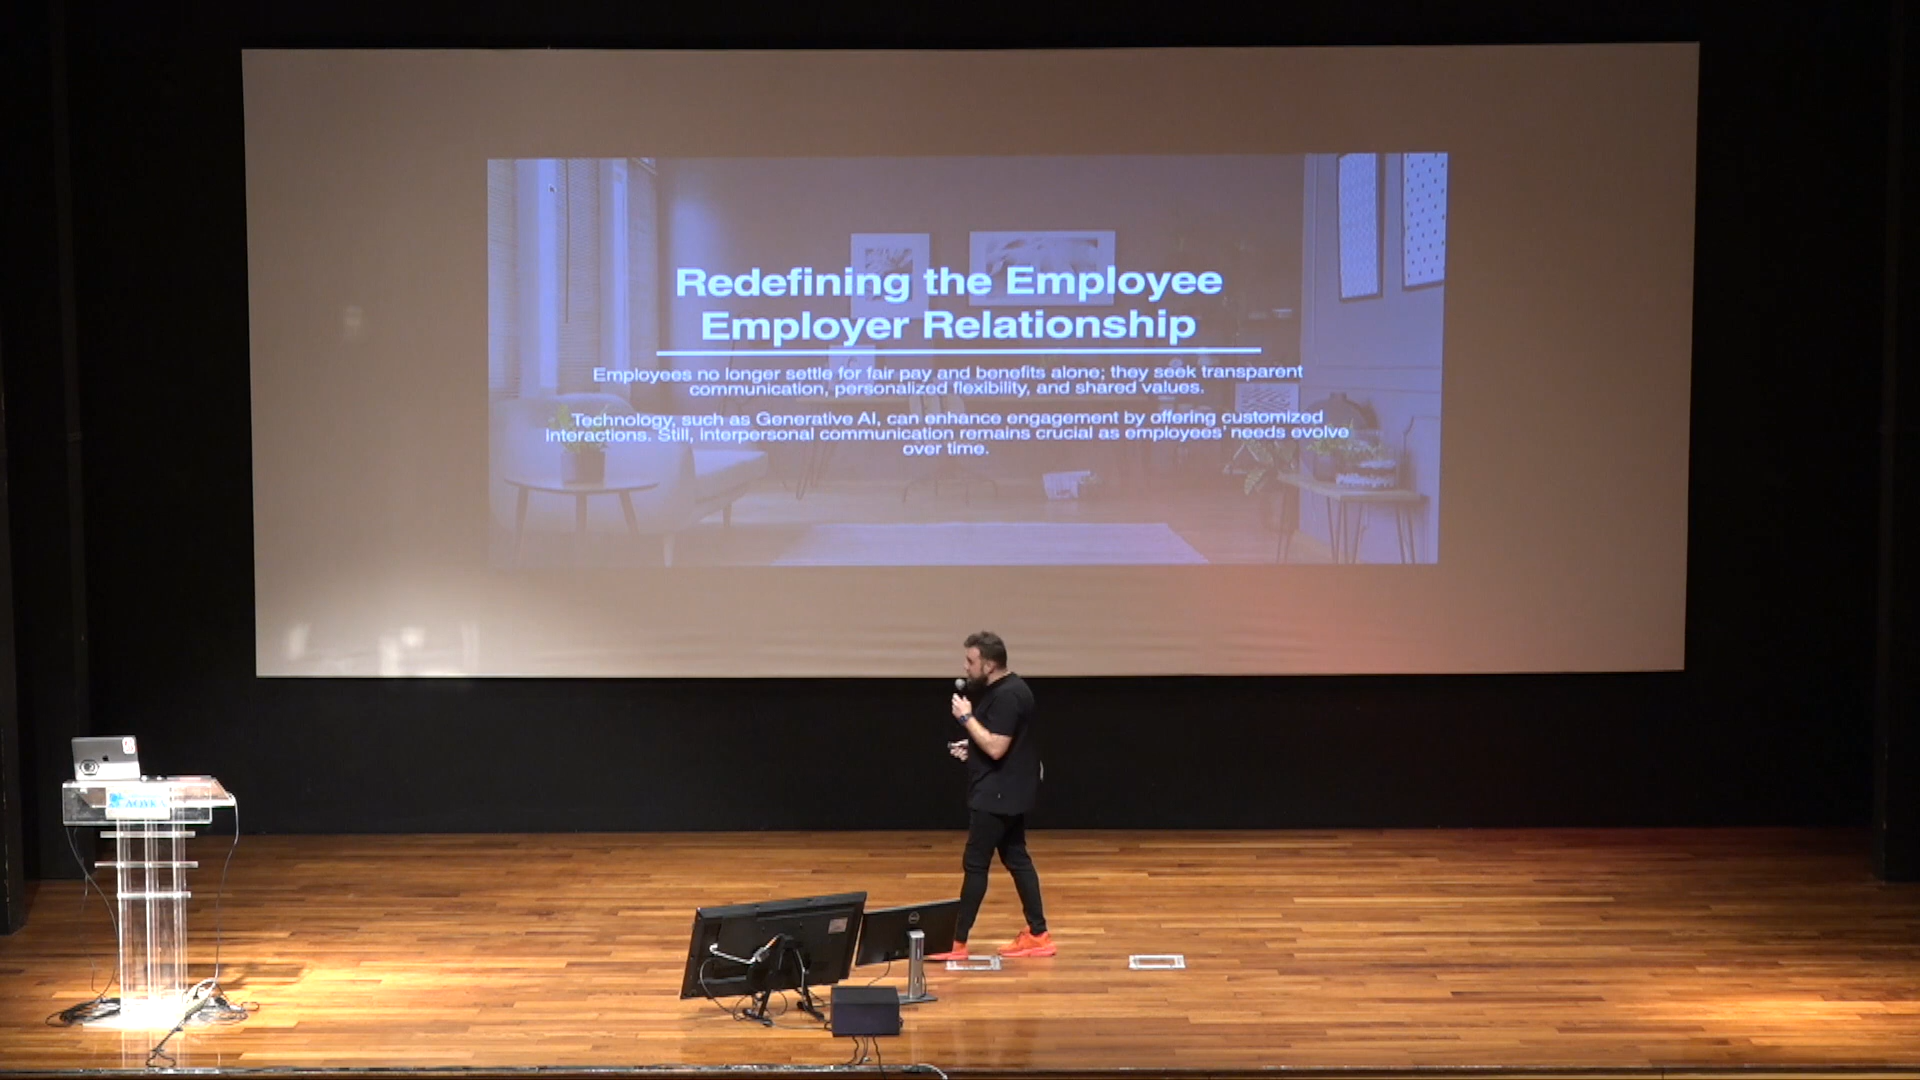 Redefining the Employee
Employer Relationship
Employees no longer settle for fair pay and benefits alone; they seek transparent
communication, personalized flexibility, and shared values.
Technology, such as Generative AI, can enhance engagement by offering customized
interactions. Still, interpersonal communication remains crucial as employees' needs evolve
over time.